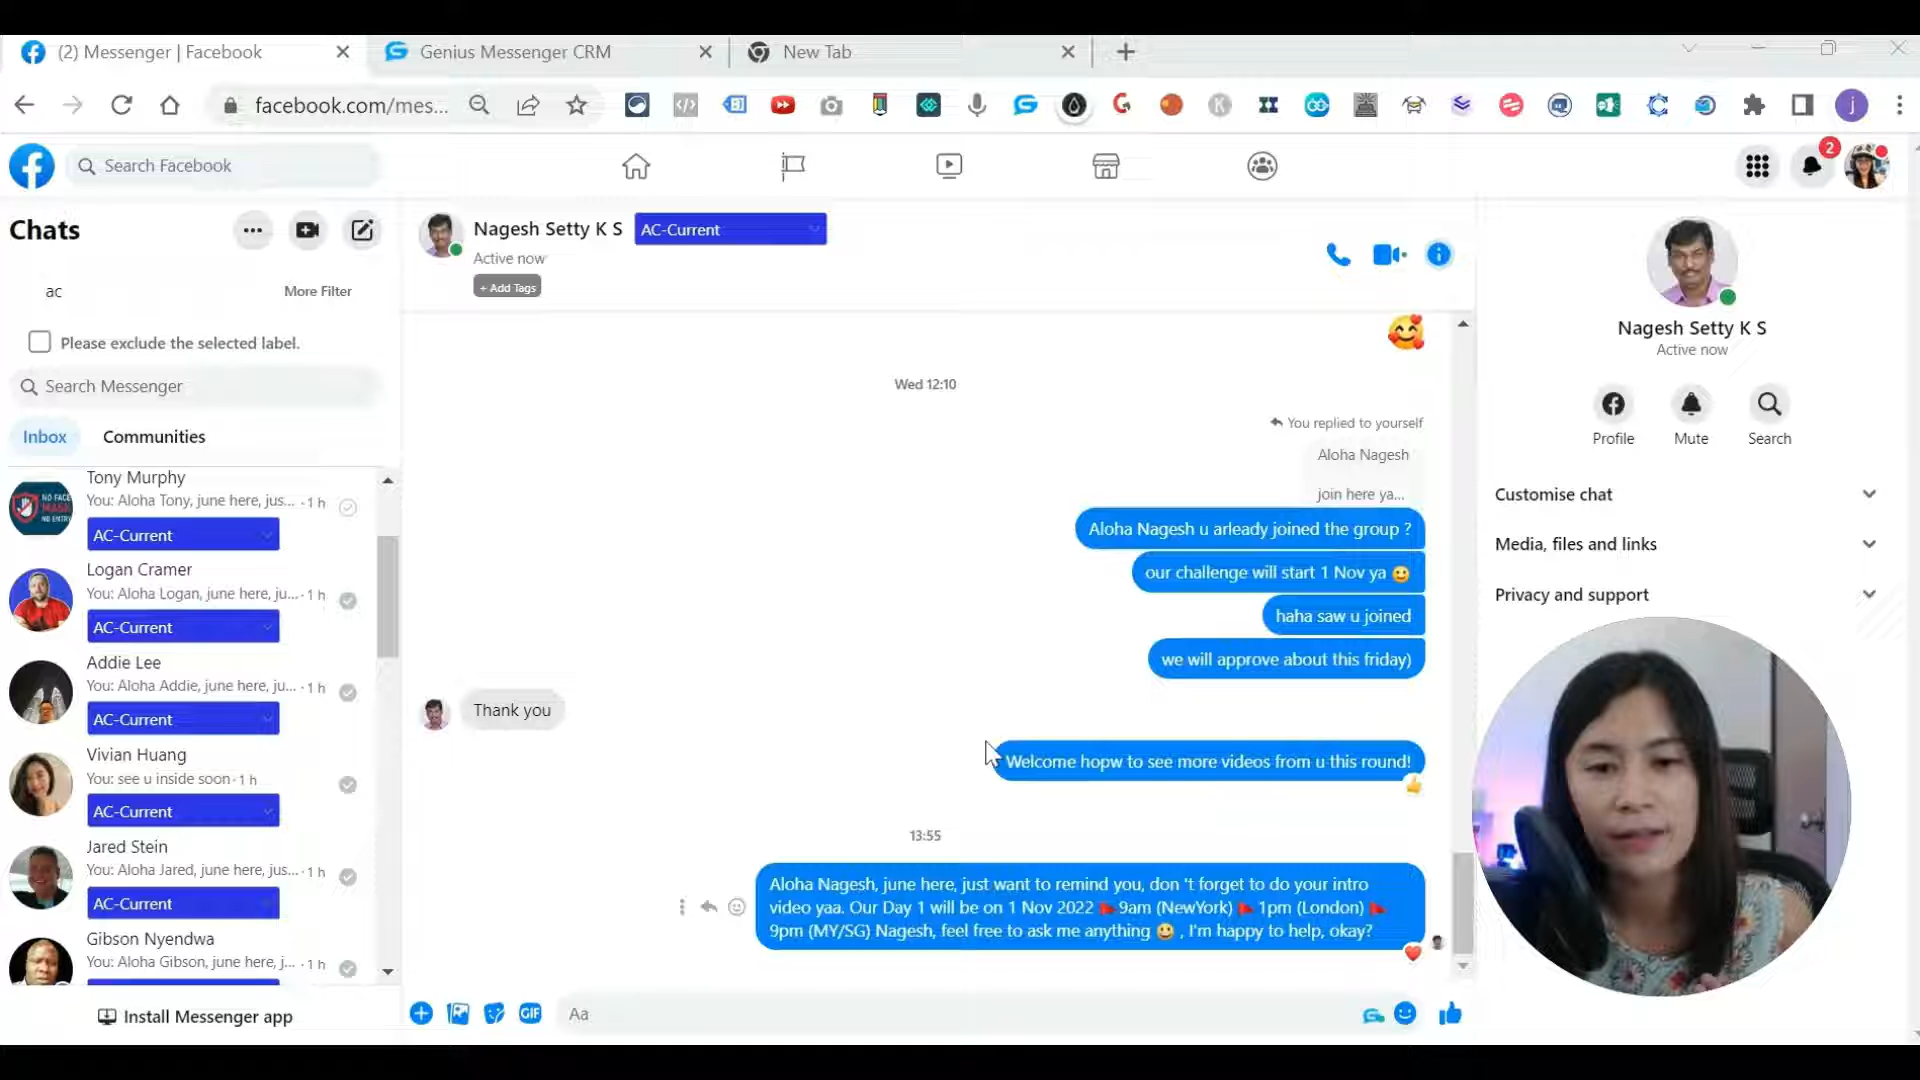 (2) Messenger | Facebook
Genius Messenger CRM
New Tab
facebook.com/mes...
j
Search Facebook
2
Chats
ac
More Filter
Please exclude the selected label.
Search Messenger
Inbox
Communities
Tony Murphy
You: Aloha Tony, june here, jus... · 1 h
AC-Current
Logan Cramer
You: Aloha Logan, june here, ju... · 1 h
AC-Current
Addie Lee
You: Aloha Addie, june here, ju... · 1 h
AC-Current
Vivian Huang
You: see u inside soon · 1 h
AC-Current
Jared Stein
You: Aloha Jared, june here, jus... · 1 h
AC-Current
Gibson Nyendwa
You: Aloha Gibson, june here, j... · 1 h
Install Messenger app
Nagesh Setty K S
AC-Current
Active now
+ Add Tags
Wed 12:10
You replied to yourself
Aloha Nagesh
join here ya...
Aloha Nagesh u arleady joined the group ?
our challenge will start 1 Nov ya 🙂
haha saw u joined
we will approve about this friday)
Thank you
Welcome hopw to see more videos from u this round!
13:55
Aloha Nagesh, june here, just want to remind you, don 't forget to do your intro
video yaa. Our Day 1 will be on 1 Nov 2022 🚩 9am (NewYork) 🚩 1pm (London) 🚩
9pm (MY/SG) Nagesh, feel free to ask me anything 😀 , I'm happy to help, okay?
GIF
Aa
Nagesh Setty K S
Active now
Profile
Mute
Search
Customise chat
Media, files and links
Privacy and support